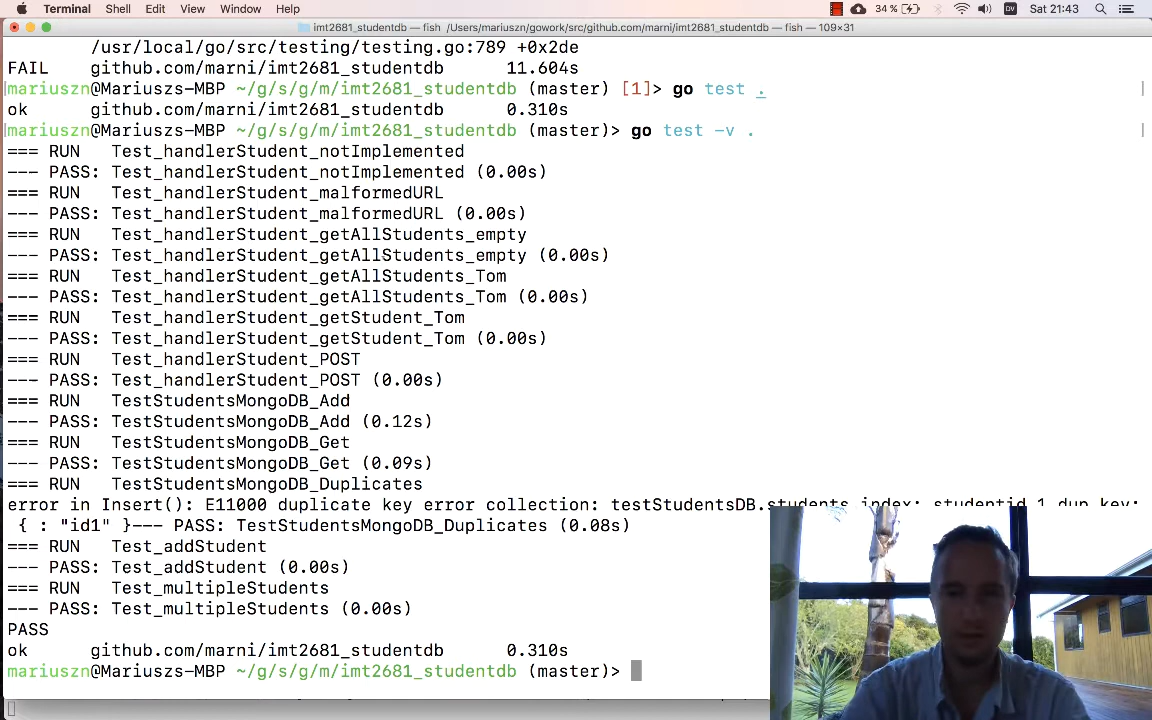 Terminal Shell Edit View Window Help 34% DV Sat 21:43
imt2681_studentdb — fish /Users/mariuszn/gowork/src/github.com/marni/imt2681_studentdb — fish — 109×31
/usr/local/go/src/testing/testing.go:789 +0x2de
FAIL github.com/marni/imt2681_studentdb 11.604s
mariuszn@Mariuszs-MBP ~/g/s/g/m/imt2681_studentdb (master) [1]> go test .
ok github.com/marni/imt2681_studentdb 0.310s
mariuszn@Mariuszs-MBP ~/g/s/g/m/imt2681_studentdb (master)> go test -v .
=== RUN Test_handlerStudent_notImplemented
--- PASS: Test_handlerStudent_notImplemented (0.00s)
=== RUN Test_handlerStudent_malformedURL
--- PASS: Test_handlerStudent_malformedURL (0.00s)
=== RUN Test_handlerStudent_getAllStudents_empty
--- PASS: Test_handlerStudent_getAllStudents_empty (0.00s)
=== RUN Test_handlerStudent_getAllStudents_Tom
--- PASS: Test_handlerStudent_getAllStudents_Tom (0.00s)
=== RUN Test_handlerStudent_getStudent_Tom
--- PASS: Test_handlerStudent_getStudent_Tom (0.00s)
=== RUN Test_handlerStudent_POST
--- PASS: Test_handlerStudent_POST (0.00s)
=== RUN TestStudentsMongoDB_Add
--- PASS: TestStudentsMongoDB_Add (0.12s)
=== RUN TestStudentsMongoDB_Get
--- PASS: TestStudentsMongoDB_Get (0.09s)
=== RUN TestStudentsMongoDB_Duplicates
error in Insert(): E11000 duplicate key error collection: testStudentsDB.students index: studentid_1 dup key:
{ : "id1" }--- PASS: TestStudentsMongoDB_Duplicates (0.08s)
=== RUN Test_addStudent
--- PASS: Test_addStudent (0.00s)
=== RUN Test_multipleStudents
--- PASS: Test_multipleStudents (0.00s)
PASS
ok github.com/marni/imt2681_studentdb 0.310s
mariuszn@Mariuszs-MBP ~/g/s/g/m/imt2681_studentdb (master)>